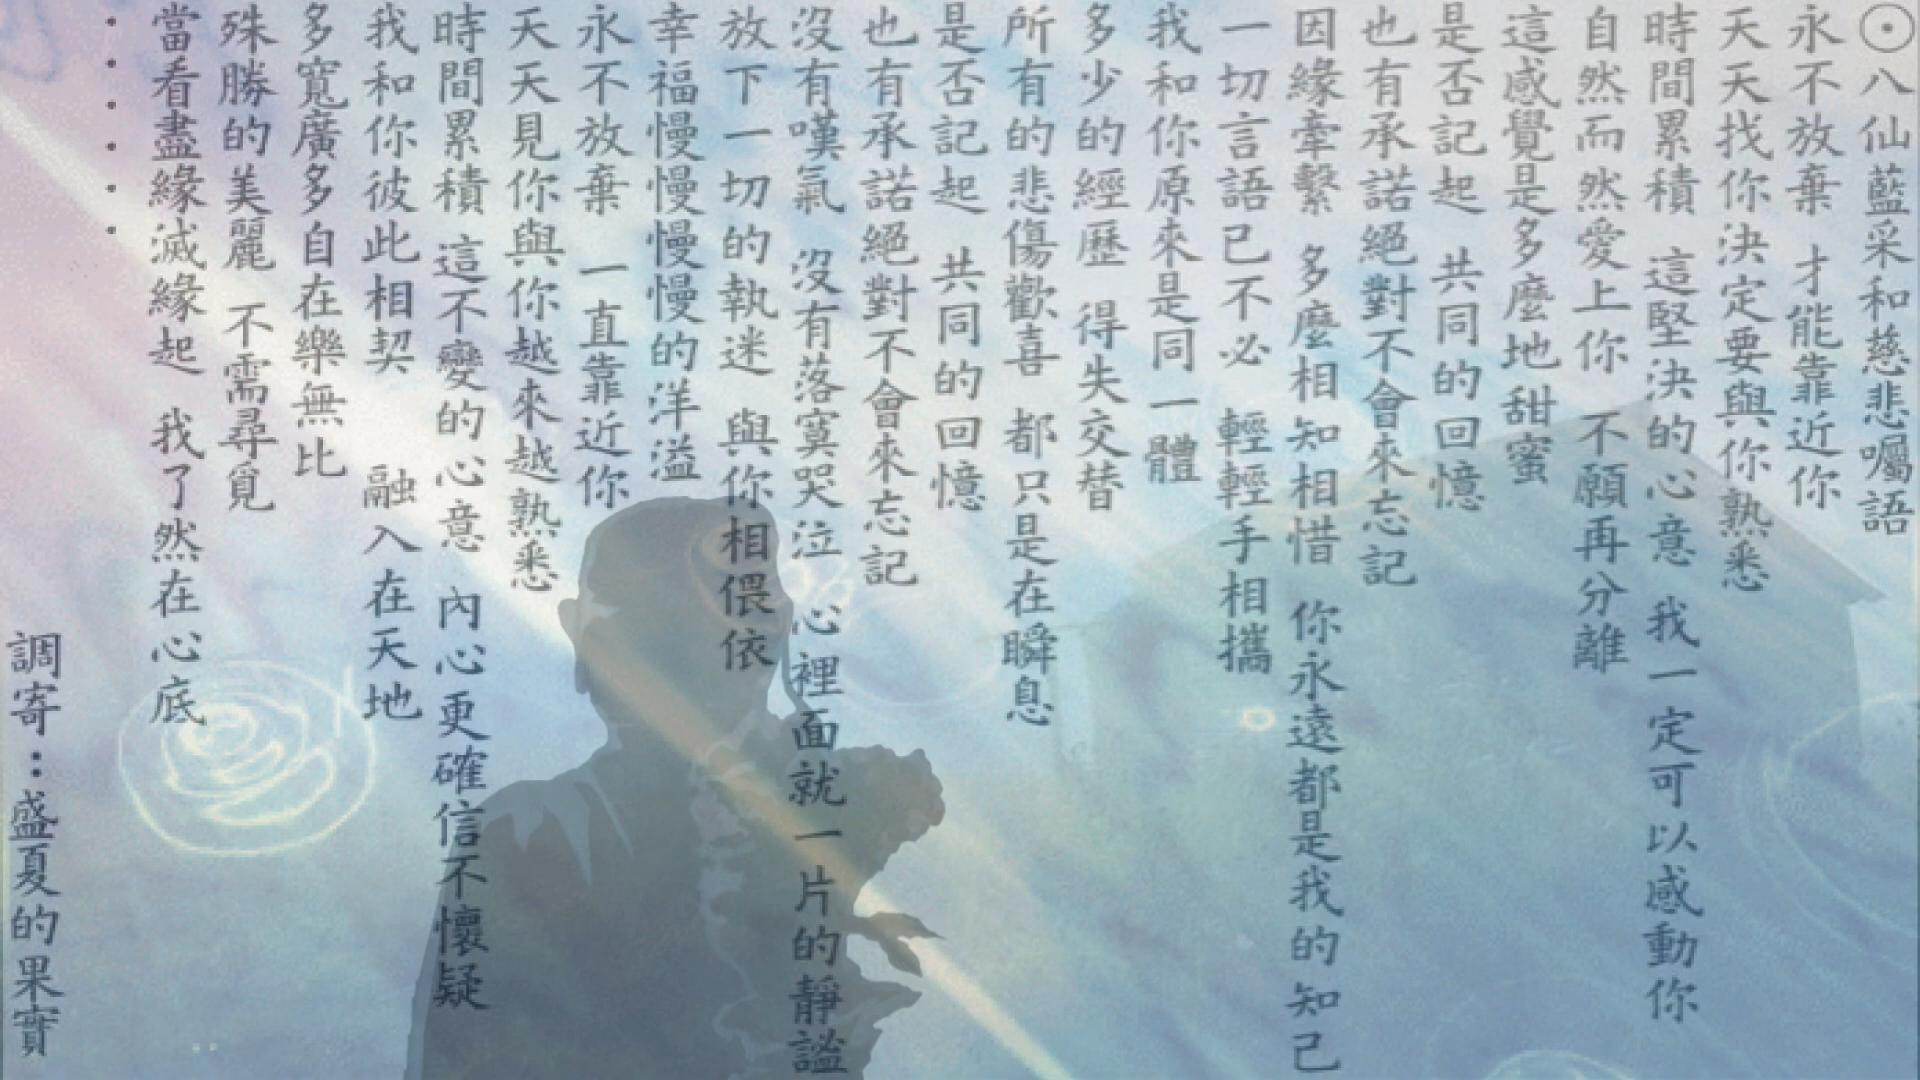 ⊙八仙藍采和慈悲囑語
永不放棄 才能靠近你
天天找你決定要與你熟悉
時間累積 這堅決的心意 我一定可以感動你
自然而然愛上你 不願再分離
這感覺是多麼地甜蜜
是否記起 共同的回憶
也有承諾絕對不會來忘記
因緣牽繫 多麼相知相惜 你永遠都是我的知己
一切言語已不必 輕輕手相攜
我和你原來是同一體
多少的經歷 得失交替
所有的悲傷歡喜 都只是在瞬息
是否記起 共同的回憶
也有承諾絕對不會來忘記
沒有嘆氣 沒有落寞哭泣 心裡面就一片的靜謐
放下一切的執迷 與你相偎依
幸福慢慢慢慢的洋溢
永不放棄 一直靠近你
天天見你與你越來越熟悉
時間累積 這不變的心意 內心更確信不懷疑
我和你彼此相契 融入在天地
多寬廣多自在樂無比
殊勝的美麗 不需尋覓
當看盡緣滅緣起 我了然在心底
・・・・・
調寄：盛夏的果實